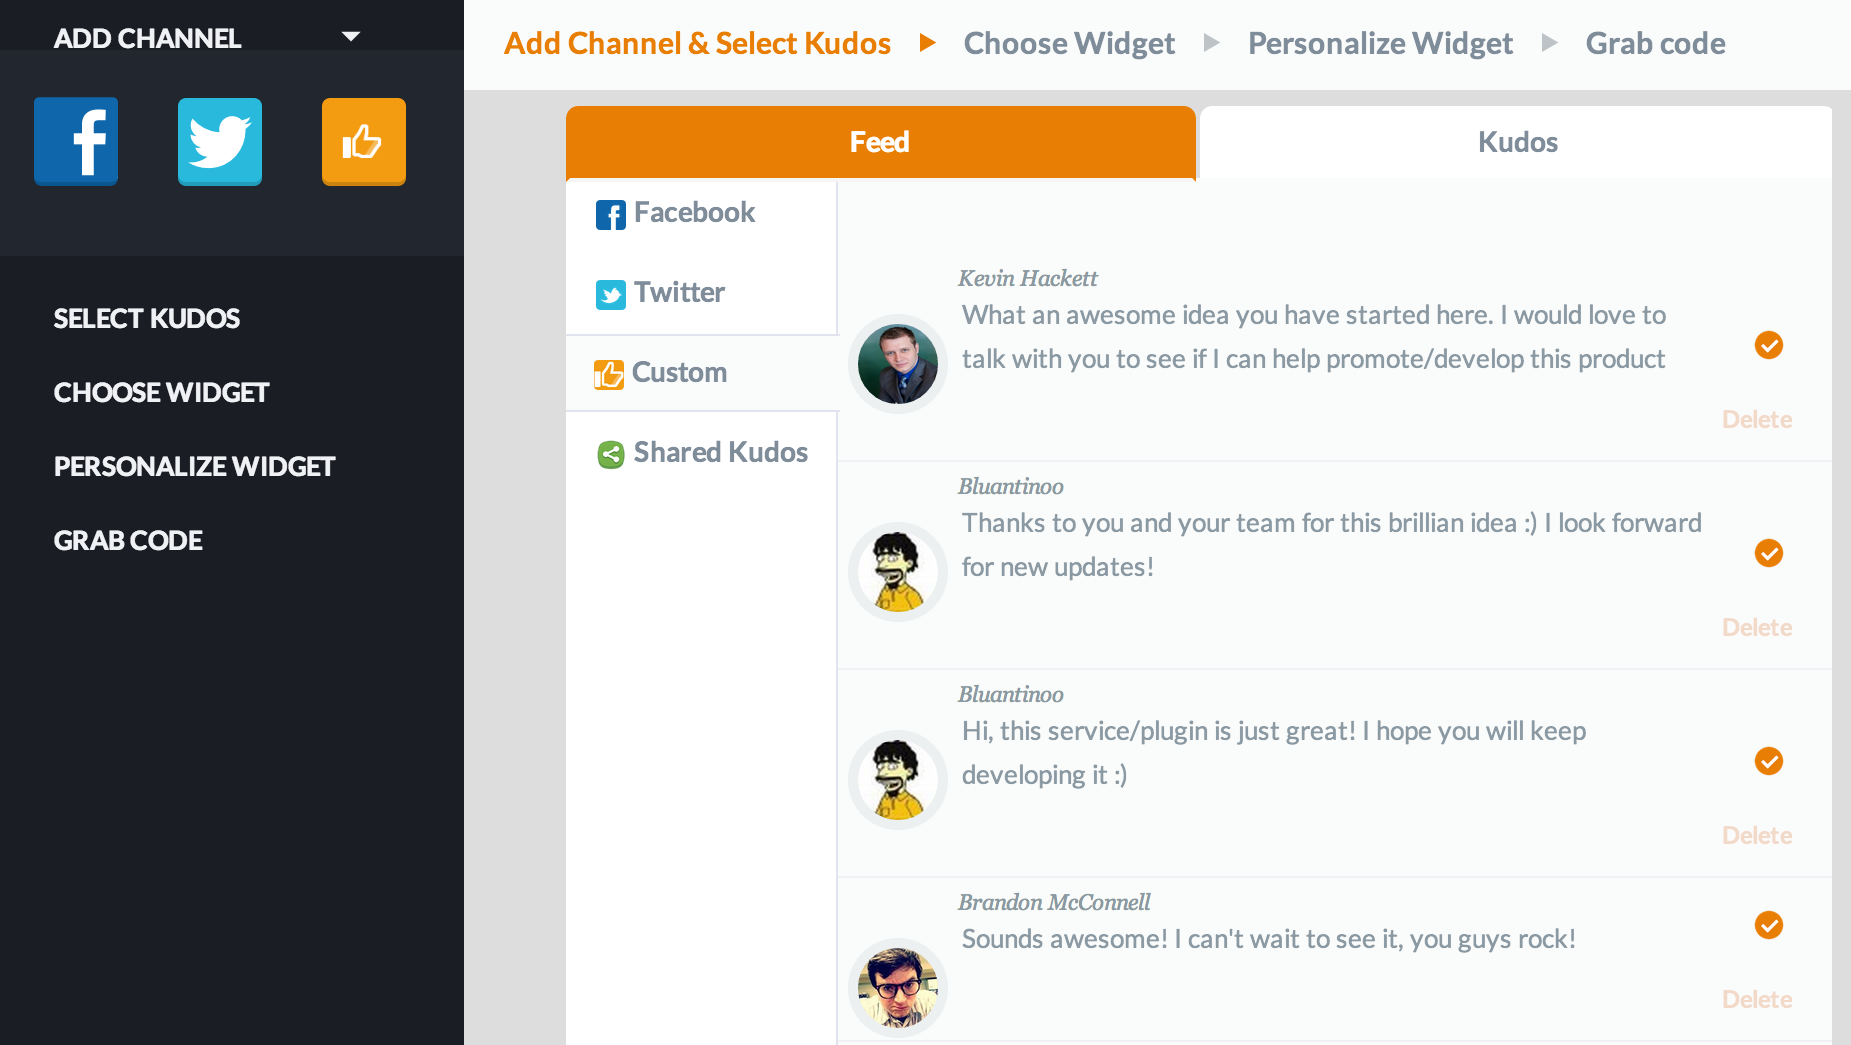 ADD CHANNEL
SELECT KUDOS
CHOOSE WIDGET
PERSONALIZE WIDGET
GRAB CODE
Add Channel & Select Kudos
Choose Widget
Personalize Widget
Grab code
Feed
Kudos
Facebook
Twitter
Custom
Shared Kudos
Kevin Hackett
What an awesome idea you have started here. I would love to
talk with you to see if I can help promote/develop this product
Delete
Bluantinoo
Thanks to you and your team for this brillian idea :) I look forward
for new updates!
Delete
Bluantinoo
Hi, this service/plugin is just great! I hope you will keep
developing it :)
Delete
Brandon McConnell
Sounds awesome! I can't wait to see it, you guys rock!
Delete